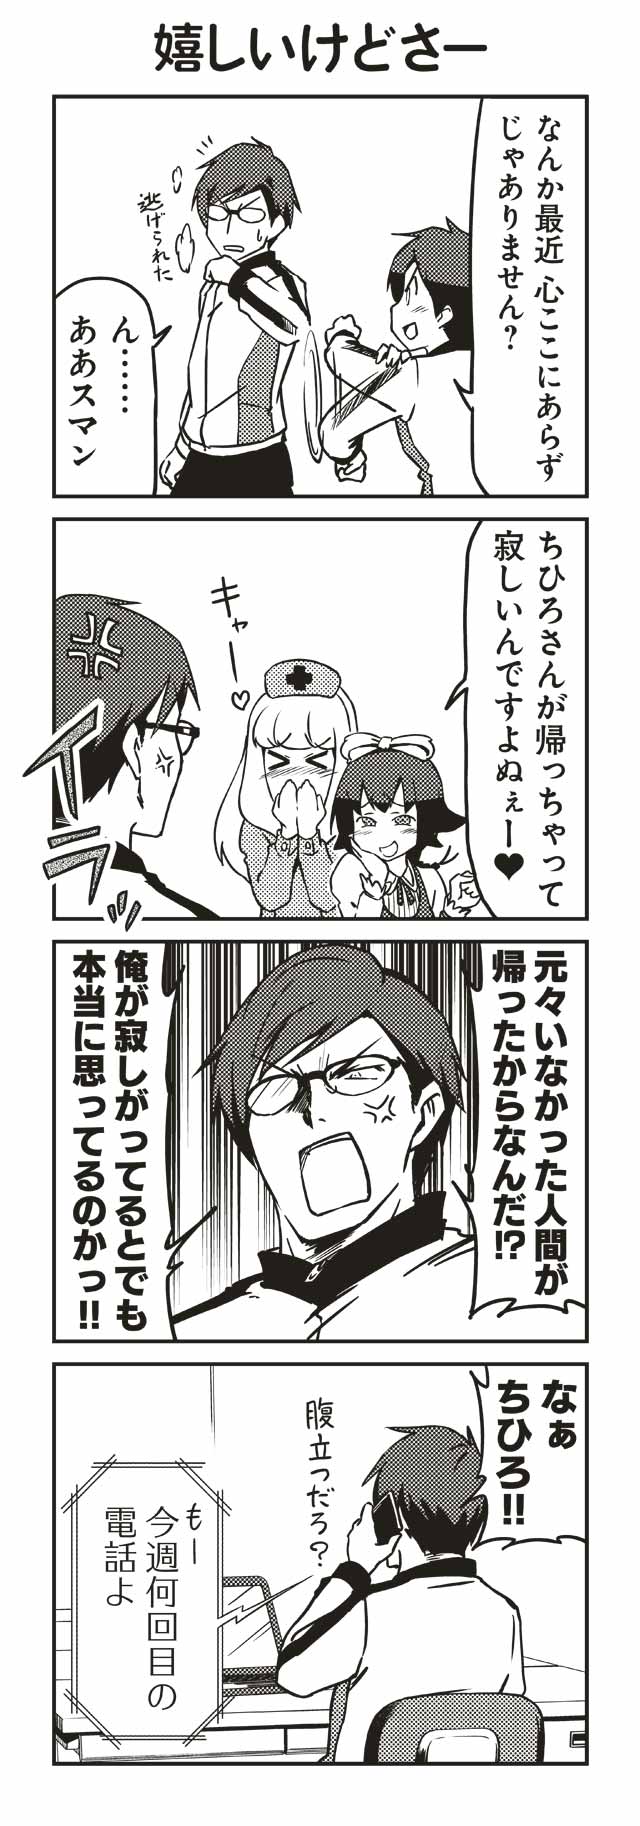 嬉しいけどさー
なんか最近 心ここにあらず
じゃありません?
逃げられた
ん……
ああスマン
ちひろさんが帰っちゃって
寂しいんですよぬぇー♥
キャー♡
イラッ
元々いなかった人間が
帰ったからなんだ!?
俺が寂しがってるとでも
本当に思ってるのかっ!!
なぁ
ちひろ!!
腹立つだろ?
もー
今週何回目の
電話よ